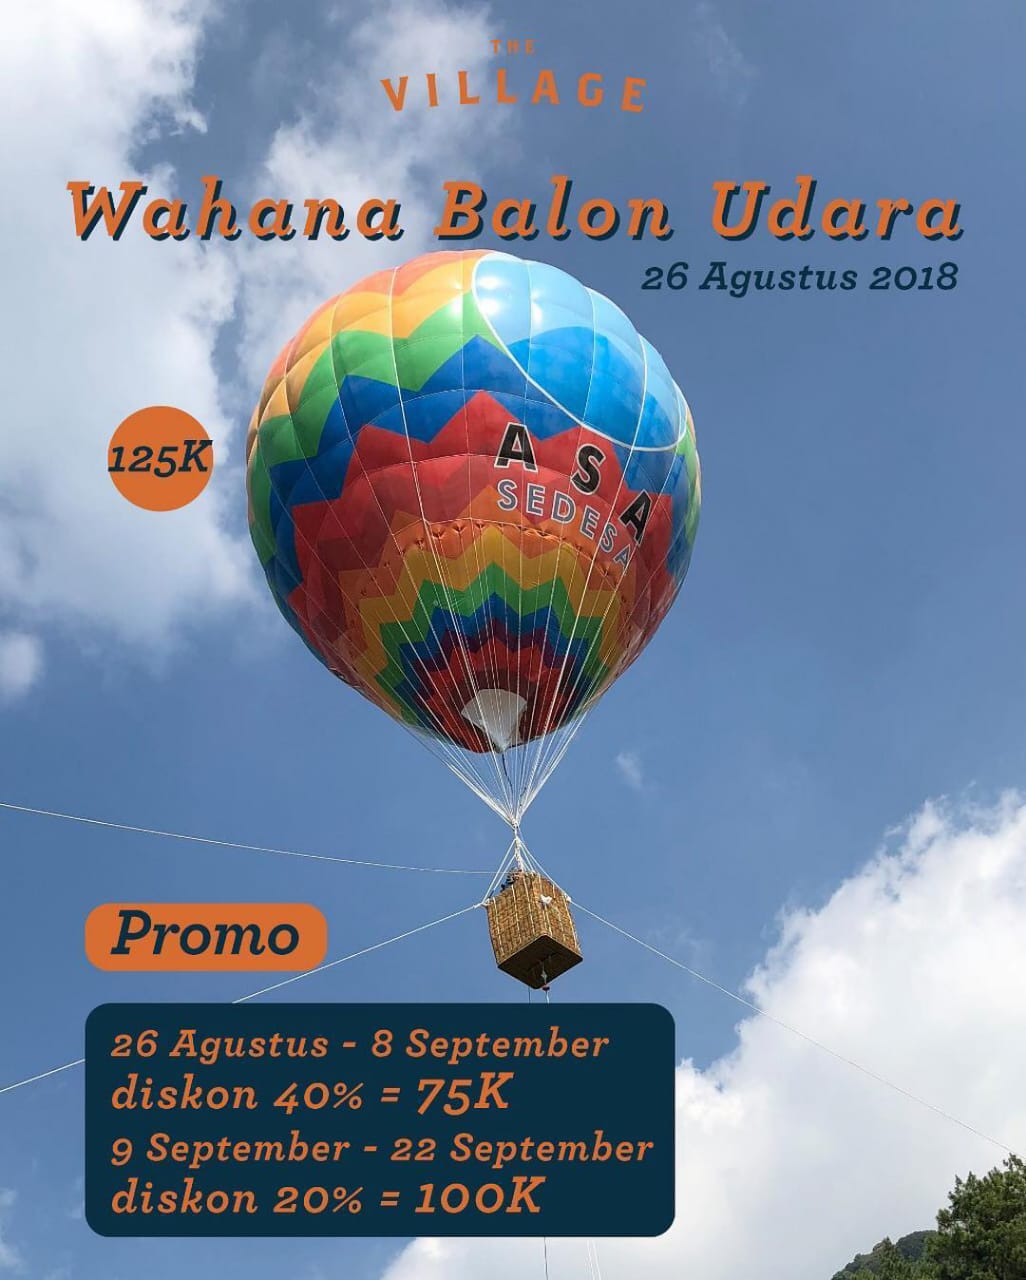 THE
VILLAGE
Wahana Balon Udara
26 Agustus 2018
125K
ASA
SEDESA
Promo
26 Agustus - 8 September
diskon 40% = 75K
9 September - 22 September
diskon 20% = 100K